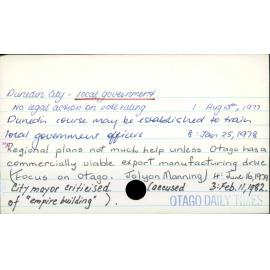 Dunedin City - local government
No legal action on vote ruling 1: Aug 13th, 1977
Dunedin course may be established to train
local government officers 8: Jan 25, 1978
"Regional plans not much help unless Otago has a
commercially viable export manufacturing drive
(Focus on Otago. Jolyon Manning) 4: June 16, 1979
City mayor criticised (accused 3: Feb. 11, 1982.
of "empire building").
OTAGO DAILY TIMES